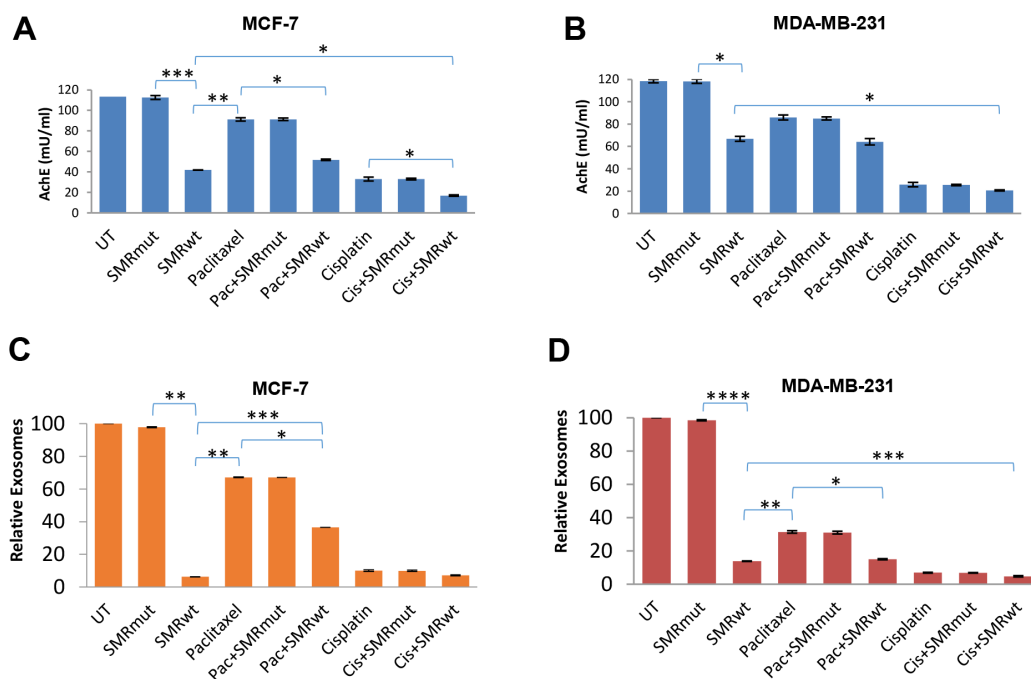 A
MCF-7
*
***
*
**
*
AchE (mU/ml)
120
100
80
60
40
20
0
UT
SMRmut
SMRwt
Paclitaxel
Pac+SMRmut
Pac+SMRwt
Cisplatin
Cis+SMRmut
Cis+SMRwt
B
MDA-MB-231
*
*
AchE (mU/ml)
120
100
80
60
40
20
0
UT
SMRmut
SMRwt
Paclitaxel
Pac+SMRmut
Pac+SMRwt
Cisplatin
Cis+SMRmut
Cis+SMRwt
C
MCF-7
**
***
*
**
Relative Exosomes
100
80
60
40
20
0
UT
SMRmut
SMRwt
Paclitaxel
Pac+SMRmut
Pac+SMRwt
Cisplatin
Cis+SMRmut
Cis+SMRwt
D
MDA-MB-231
****
***
*
**
Relative Exosomes
100
80
60
40
20
0
UT
SMRmut
SMRwt
Paclitaxel
Pac+SMRmut
Pac+SMRwt
Cisplatin
Cis+SMRmut
Cis+SMRwt